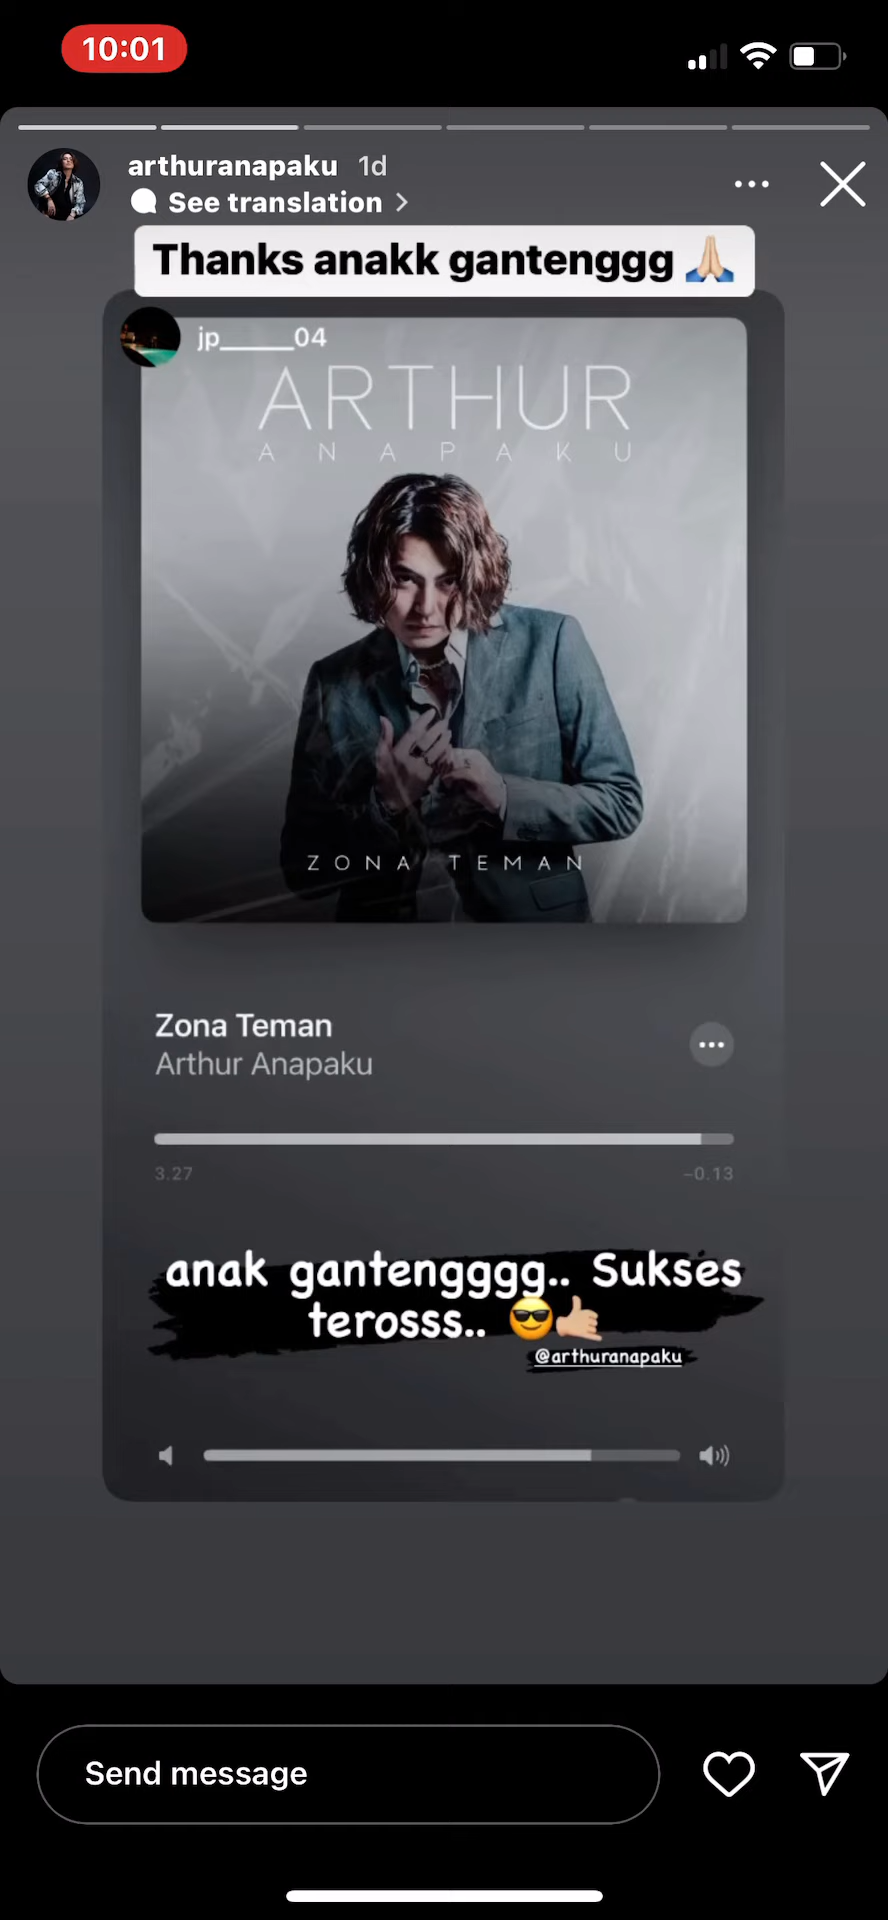 10:01
arthuranapaku 1d
See translation
Thanks anakk gantenggg 🙏🏼
jp_____04
ARTHUR
ANAPAKU
ZONA TEMAN
Zona Teman
Arthur Anapaku
3.27 -0.13
anak gantengggg.. Sukses
terosss.. 😎🤙🏼
@arthuranapaku
Send message